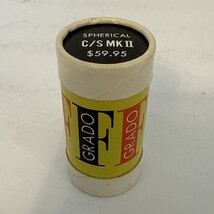 SPHERICAL
C/S MK II
$59.95
F
GRADO
F
GRADO